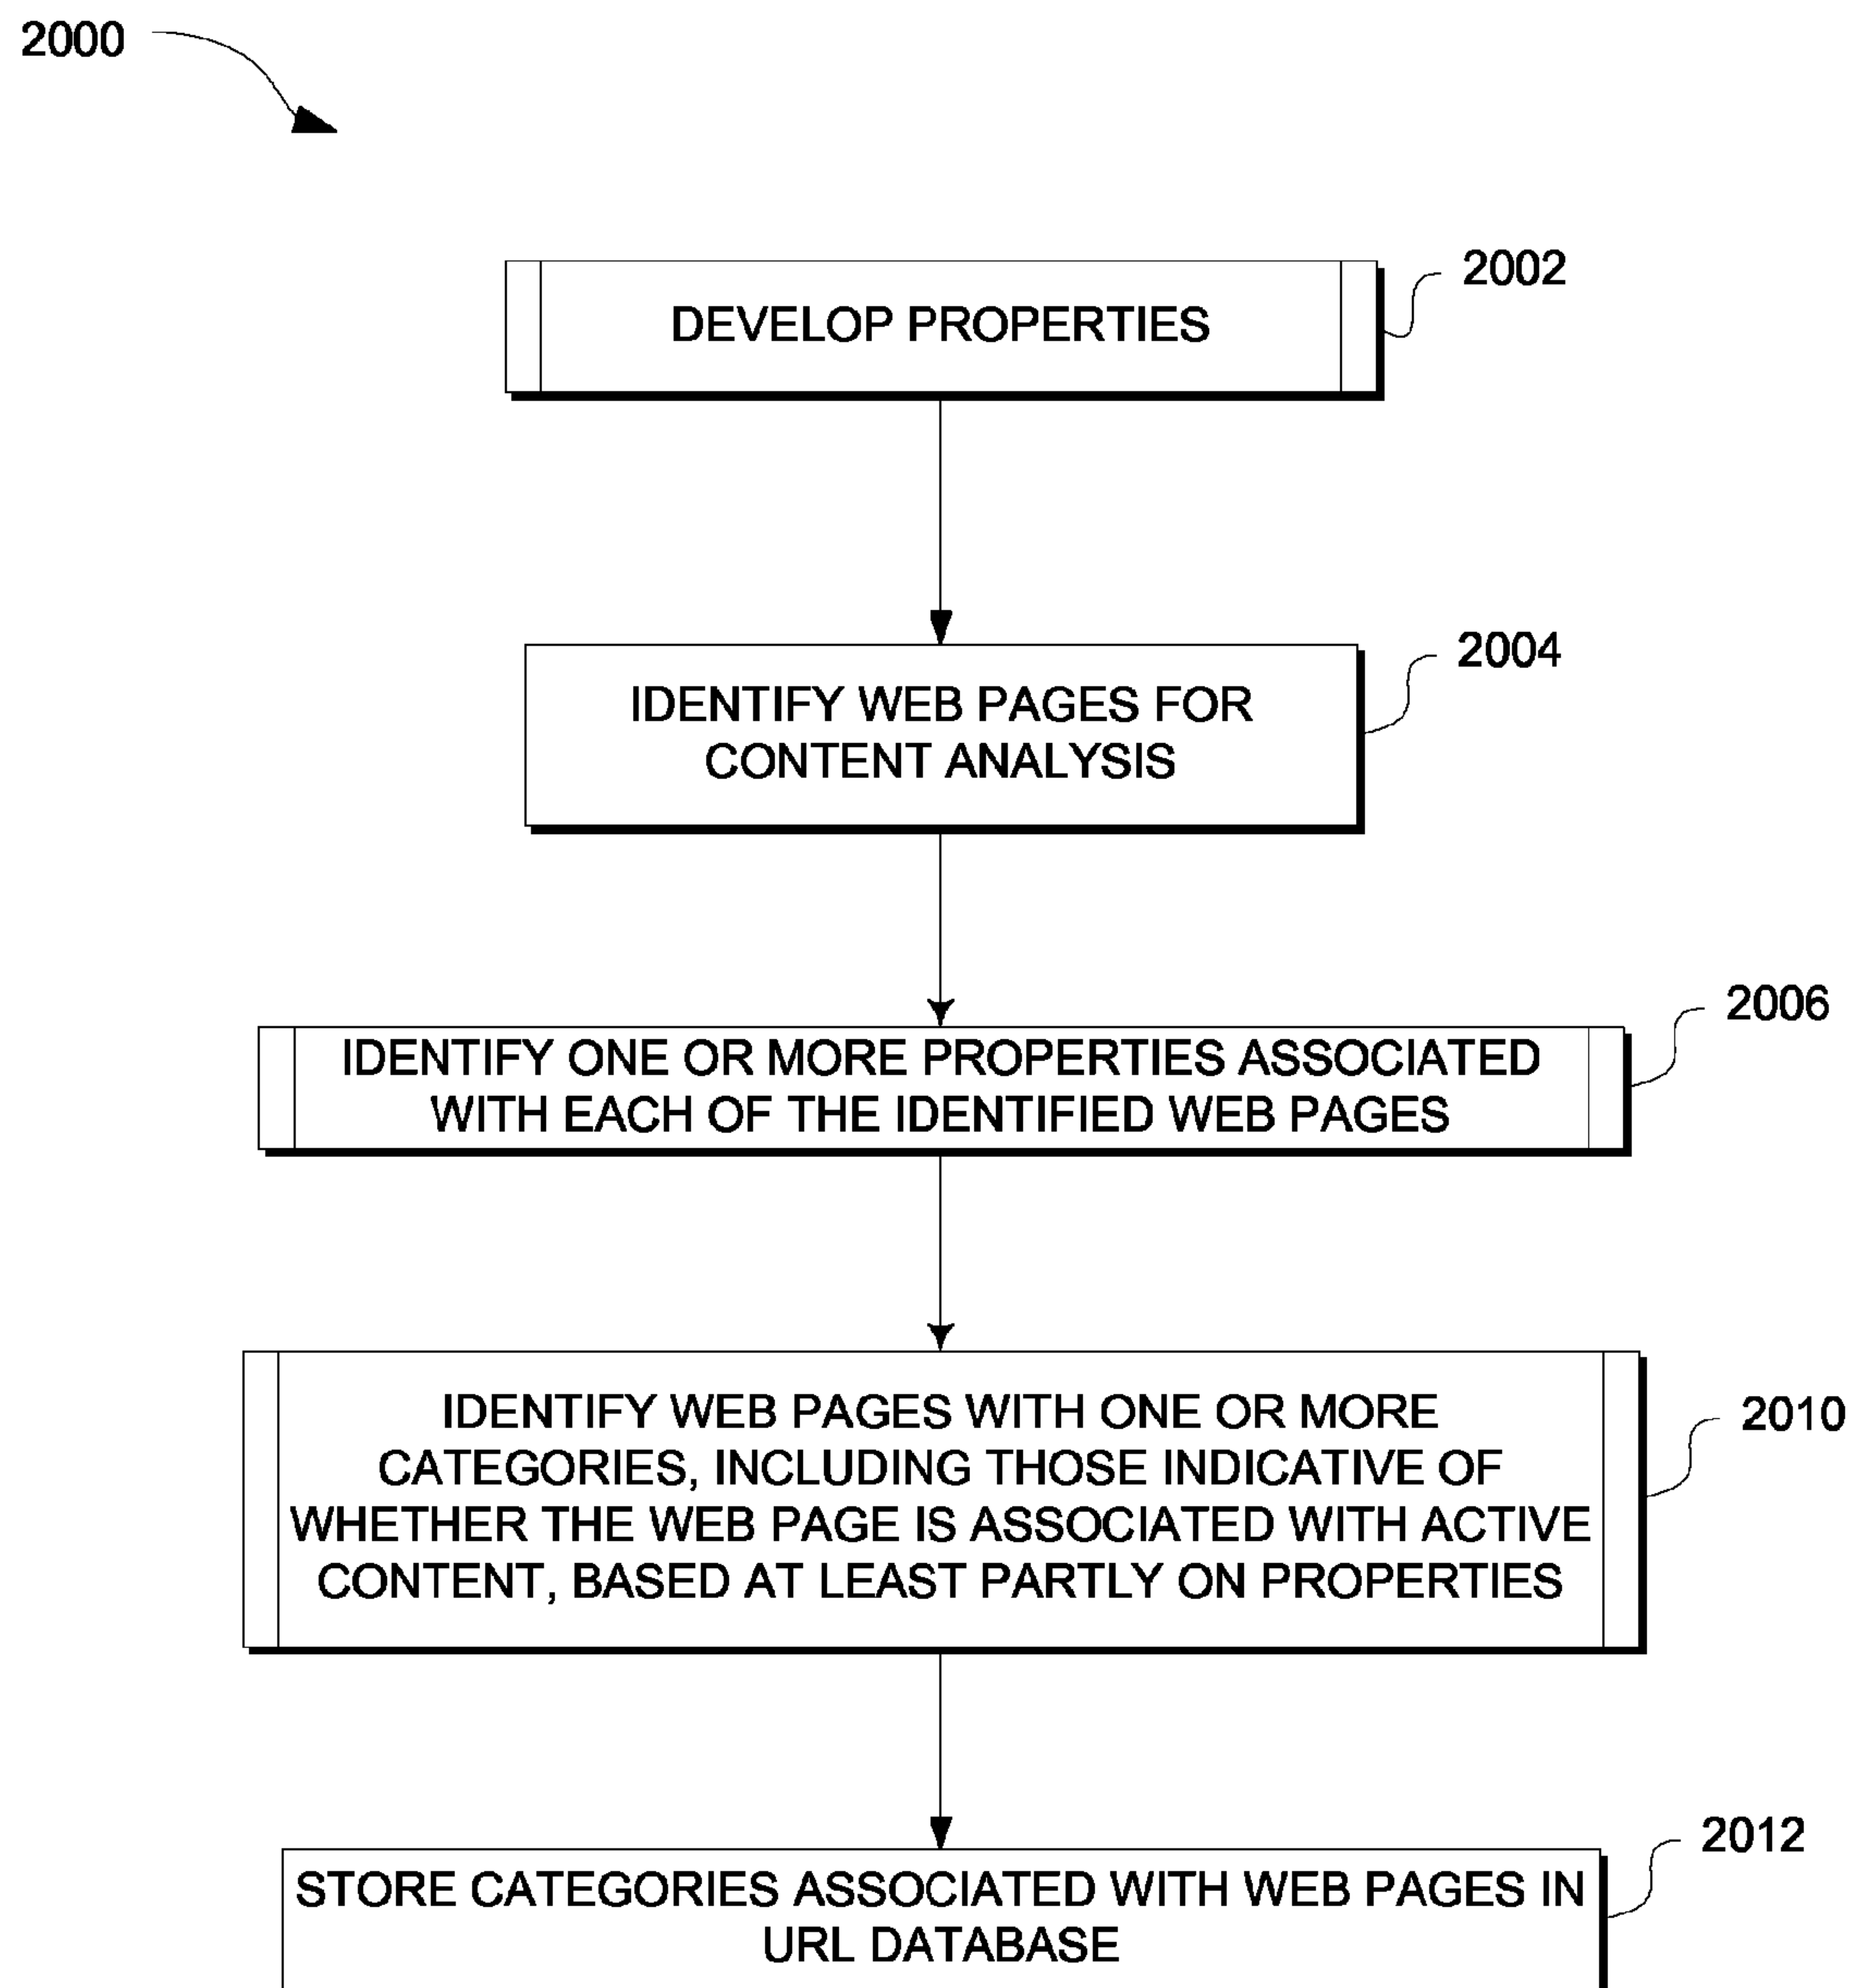 2000
2002
DEVELOP PROPERTIES
2004
IDENTIFY WEB PAGES FOR
CONTENT ANALYSIS
2006
IDENTIFY ONE OR MORE PROPERTIES ASSOCIATED
WITH EACH OF THE IDENTIFIED WEB PAGES
2010
IDENTIFY WEB PAGES WITH ONE OR MORE
CATEGORIES, INCLUDING THOSE INDICATIVE OF
WHETHER THE WEB PAGE IS ASSOCIATED WITH ACTIVE
CONTENT, BASED AT LEAST PARTLY ON PROPERTIES
2012
STORE CATEGORIES ASSOCIATED WITH WEB PAGES IN
URL DATABASE